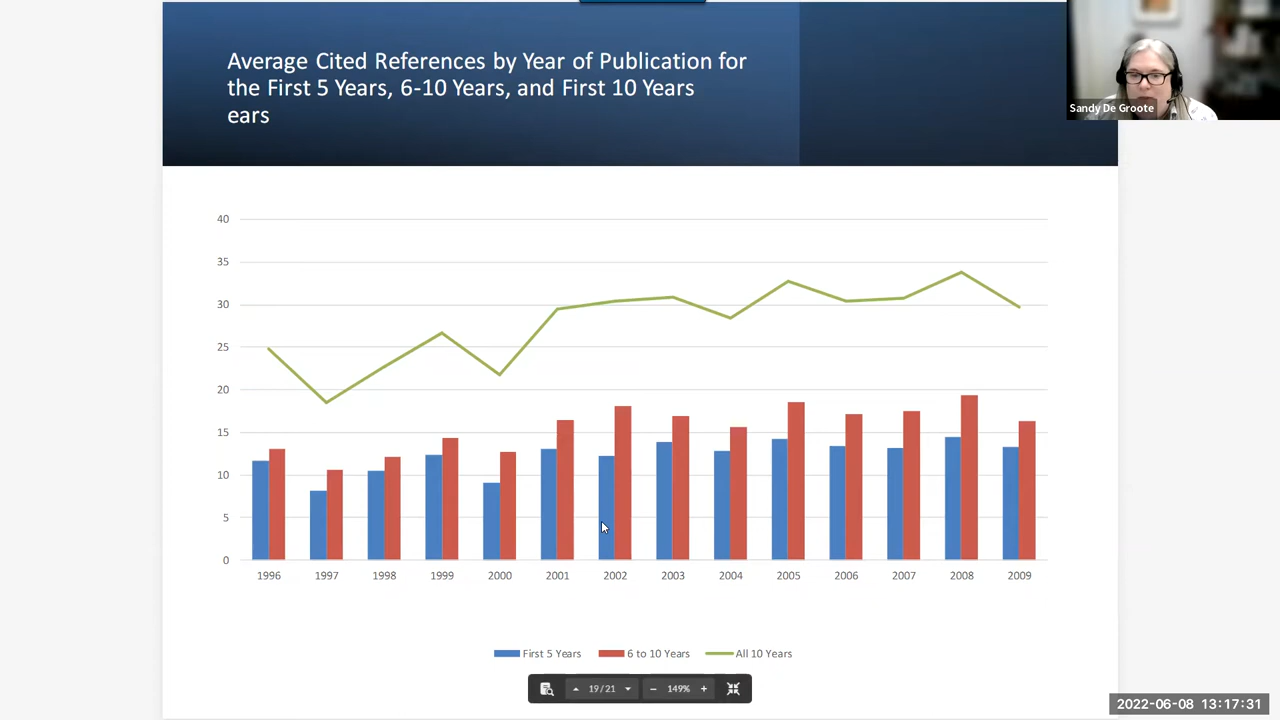 Average Cited References by Year of Publication for
the First 5 Years, 6-10 Years, and First 10 Years
ears
Sandy De Groote
40
35
30
25
20
15
10
5
0
1996 1997 1998 1999 2000 2001 2002 2003 2004 2005 2006 2007 2008 2009
First 5 Years 6 to 10 Years All 10 Years
19/21 149%
2022-06-08 13:17:31